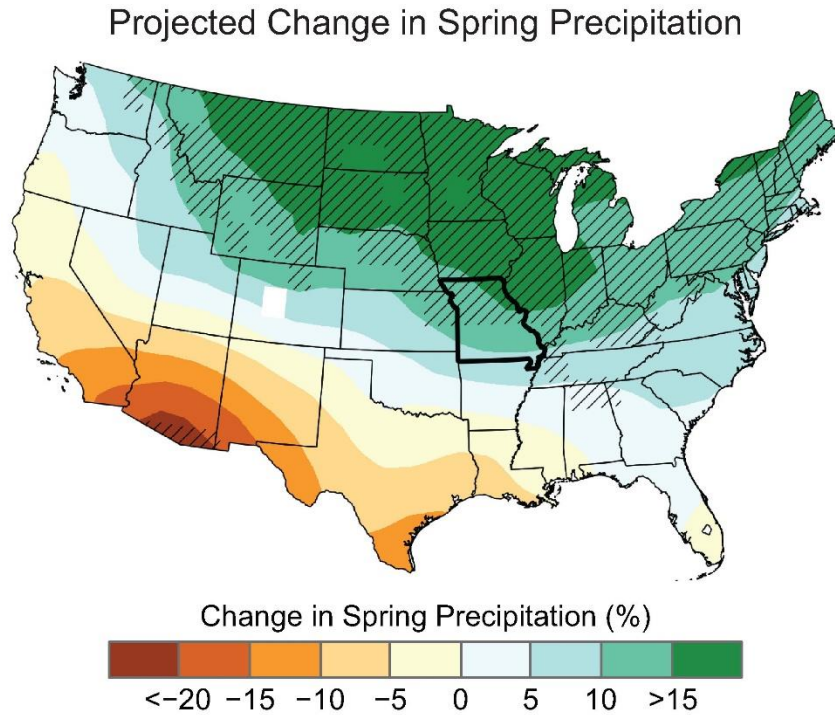 Projected Change in Spring Precipitation
Change in Spring Precipitation (%)
<−20 −15 −10 −5 0 5 10 >15